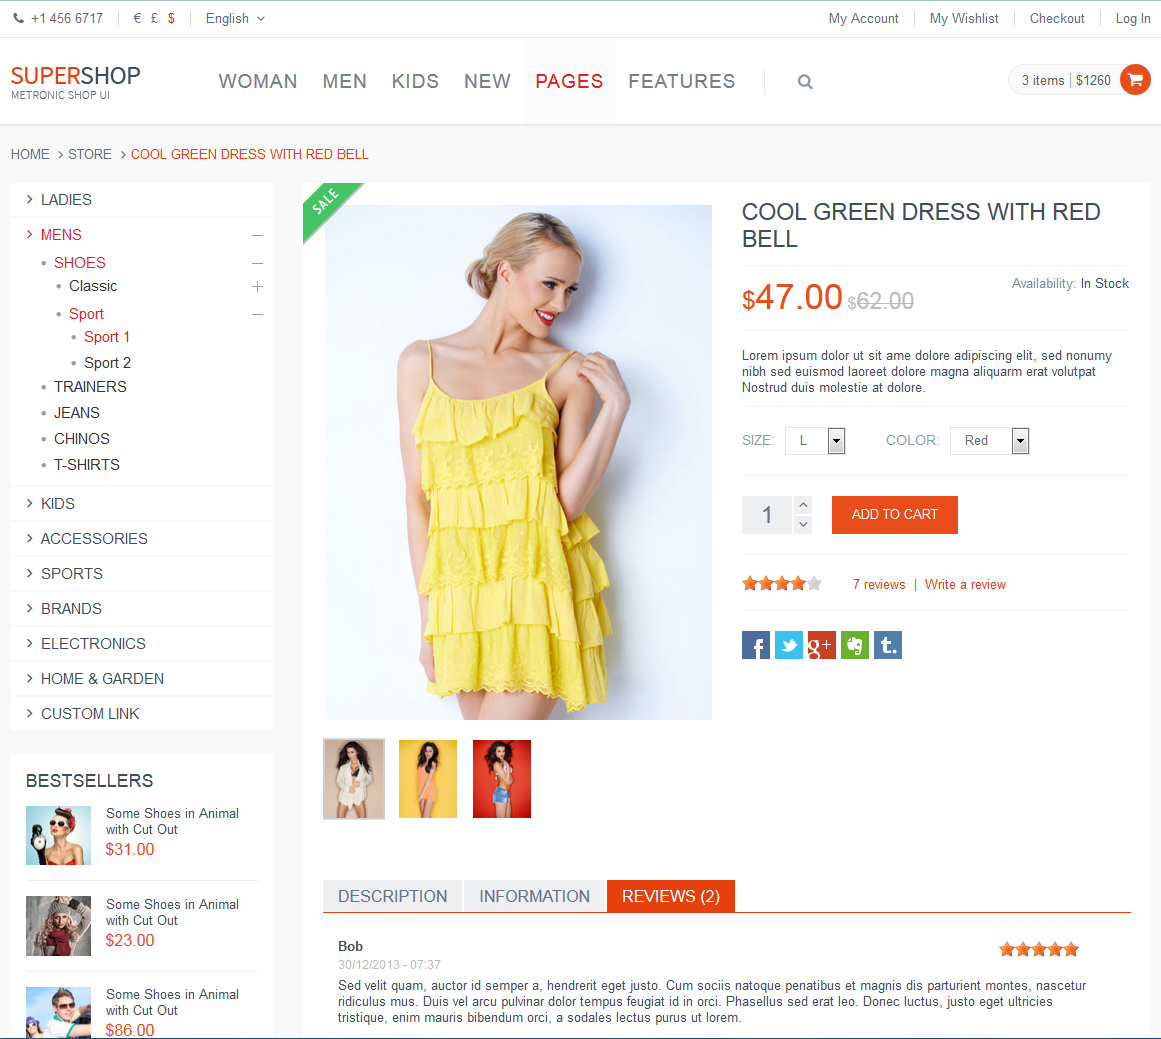 +1 456 6717
€ £ $
English
My Account
My Wishlist
Checkout
Log In
SUPERSHOP
METRONIC SHOP UI
WOMAN
MEN
KIDS
NEW
PAGES
FEATURES
3 items
$1260
HOME > STORE > COOL GREEN DRESS WITH RED BELL
LADIES
MENS
SHOES
Classic
Sport
Sport 1
Sport 2
TRAINERS
JEANS
CHINOS
T-SHIRTS
KIDS
ACCESSORIES
SPORTS
BRANDS
ELECTRONICS
HOME & GARDEN
CUSTOM LINK
BESTSELLERS
Some Shoes in Animal
with Cut Out
$31.00
Some Shoes in Animal
with Cut Out
$23.00
Some Shoes in Animal
with Cut Out
$86.00
SALE
COOL GREEN DRESS WITH RED
BELL
$47.00 $62.00
Availability: In Stock
Lorem ipsum dolor ut sit ame dolore adipiscing elit, sed nonumy
nibh sed euismod laoreet dolore magna aliquarm erat volutpat
Nostrud duis molestie at dolore.
SIZE: L
COLOR: Red
1
ADD TO CART
7 reviews | Write a review
f
g+
t.
DESCRIPTION
INFORMATION
REVIEWS (2)
Bob
30/12/2013 - 07:37
Sed velit quam, auctor id semper a, hendrerit eget justo. Cum sociis natoque penatibus et magnis dis parturient montes, nascetur
ridiculus mus. Duis vel arcu pulvinar dolor tempus feugiat id in orci. Phasellus sed erat leo. Donec luctus, justo eget ultricies
tristique, enim mauris bibendum orci, a sodales lectus purus ut lorem.